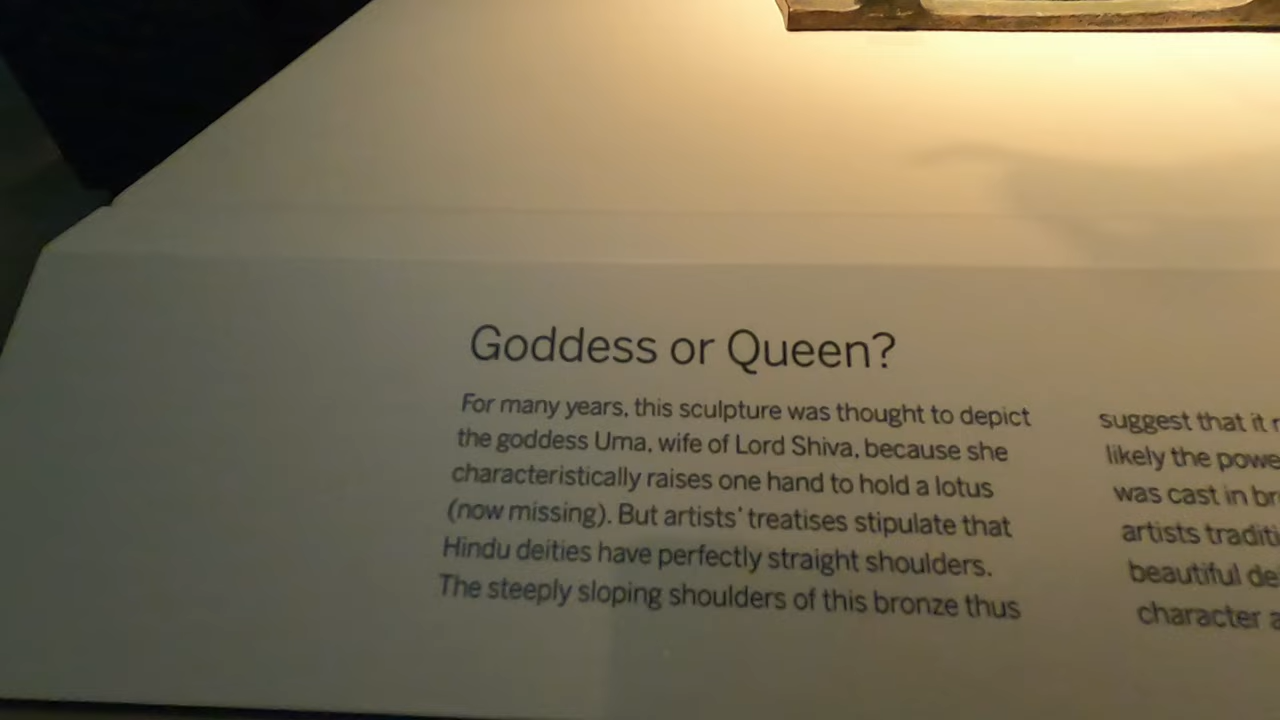 Goddess or Queen?
For many years, this sculpture was thought to depict
the goddess Uma, wife of Lord Shiva, because she
characteristically raises one hand to hold a lotus
(now missing). But artists' treatises stipulate that
Hindu deities have perfectly straight shoulders.
The steeply sloping shoulders of this bronze thus
suggest that it
likely the
was cast in
artists
beautiful
character